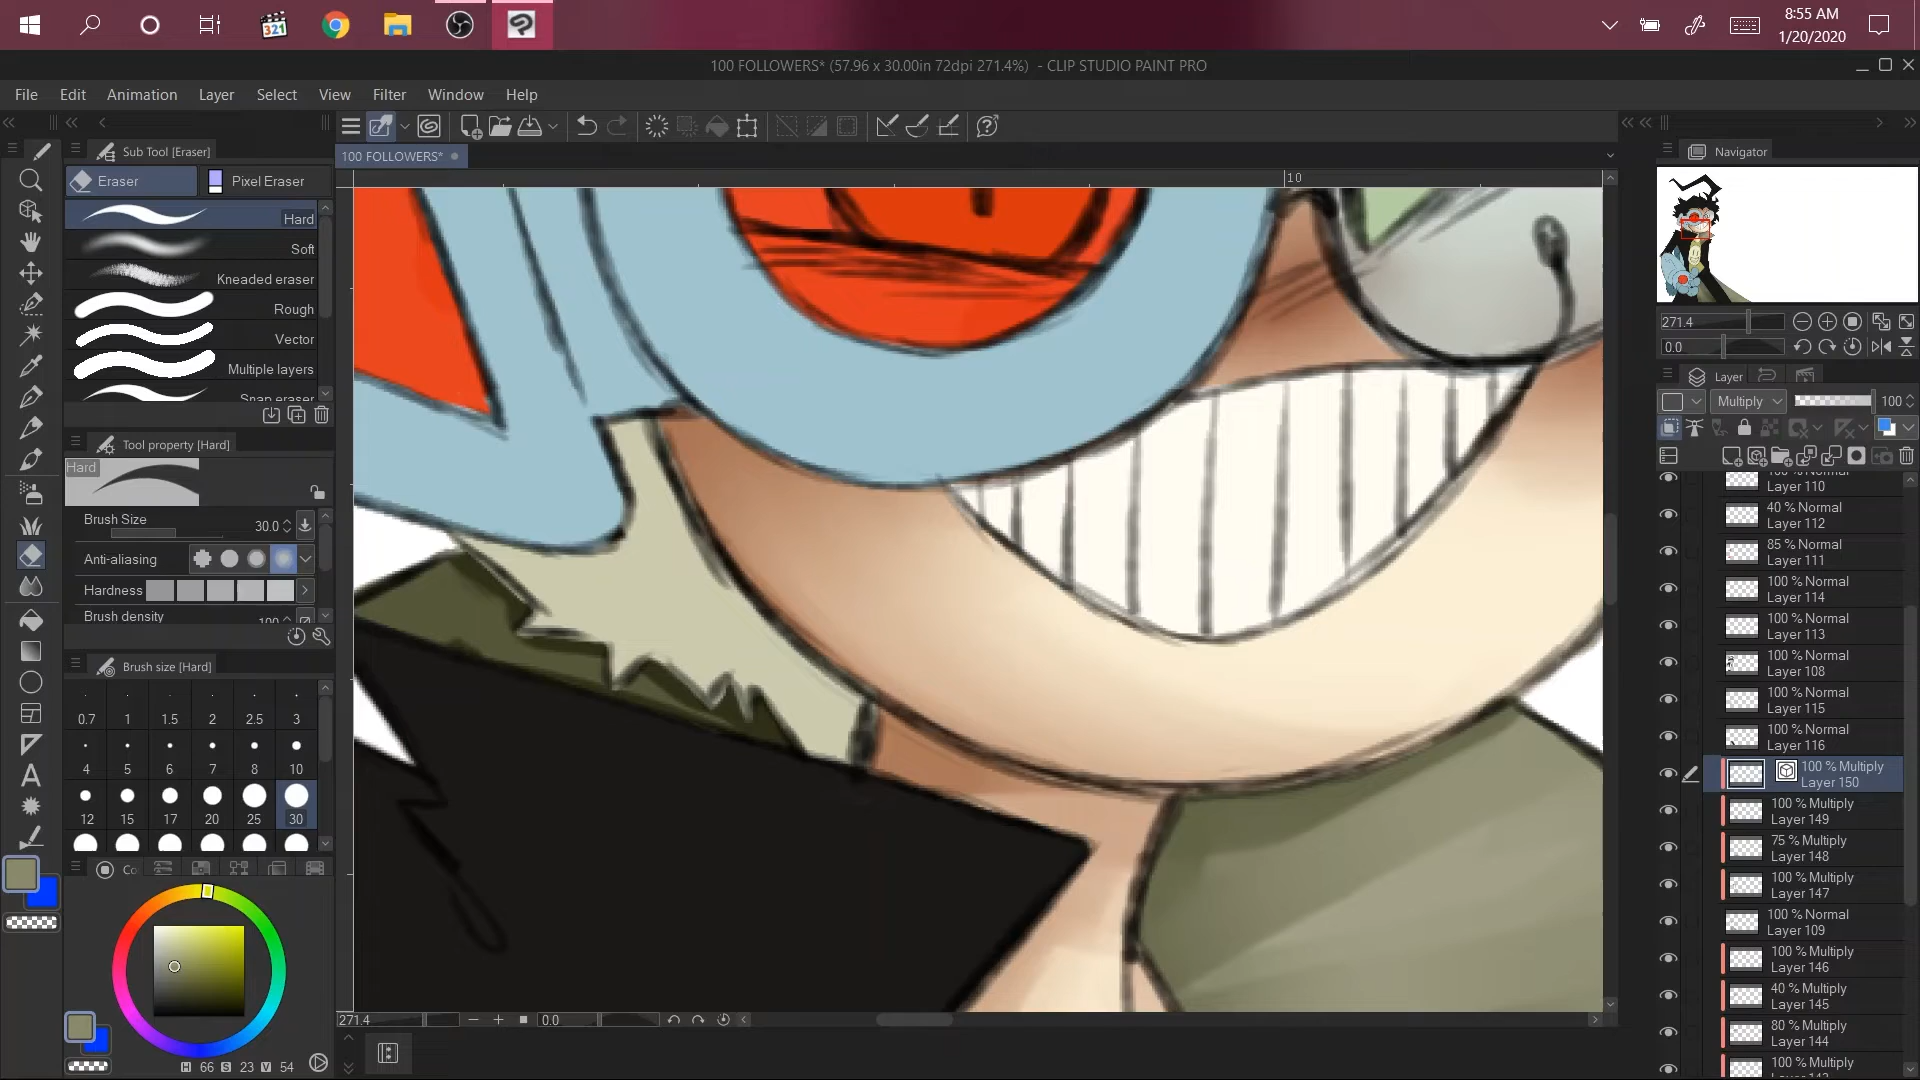 321
8:55 AM
1/20/2020
100 FOLLOWERS* (57.96 x 30.00in 72dpi 271.4%) - CLIP STUDIO PAINT PRO
File Edit Animation Layer Select View Filter Window Help
Sub Tool [Eraser]
Eraser Pixel Eraser
Hard
Soft
Kneaded eraser
Rough
Vector
Multiple layers
Snap eraser
Tool property [Hard]
Hard
Brush Size 30.0
Anti-aliasing
Hardness
Brush density 100
Brush size [Hard]
0.7 1 1.5 2 2.5 3
4 5 6 7 8 10
12 15 17 20 25 30
Co
H 66 S 23 V 54
100 FOLLOWERS*
10
271.4 0.0
Navigator
271.4
0.0
Layer
Multiply 100
100 % Normal
Layer 110
40 % Normal
Layer 112
85 % Normal
Layer 111
100 % Normal
Layer 114
100 % Normal
Layer 113
100 % Normal
Layer 108
100 % Normal
Layer 115
100 % Normal
Layer 116
100 % Multiply
Layer 150
100 % Multiply
Layer 149
75 % Multiply
Layer 148
100 % Multiply
Layer 147
100 % Normal
Layer 109
100 % Multiply
Layer 146
40 % Multiply
Layer 145
80 % Multiply
Layer 144
100 % Multiply